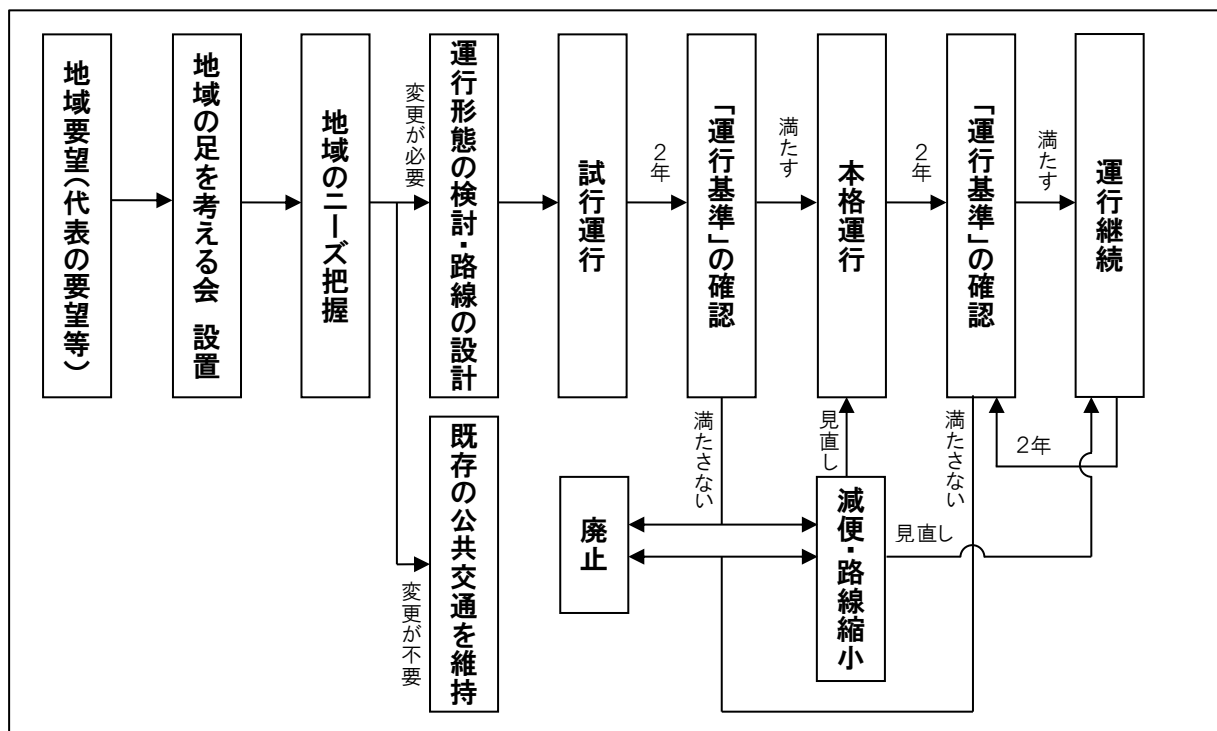 地域要望(代表の要望等)
地域の足を考える会 設置
地域のニーズ把握
変更が必要
運行形態の検討・路線の設計
試行運行
2年
「運行基準」の確認
満たす
本格運行
2年
「運行基準」の確認
満たす
運行継続
変更が不要
既存の公共交通を維持
満たさない
廃止
見直し
減便・路線縮小
見直し
満たさない
2年